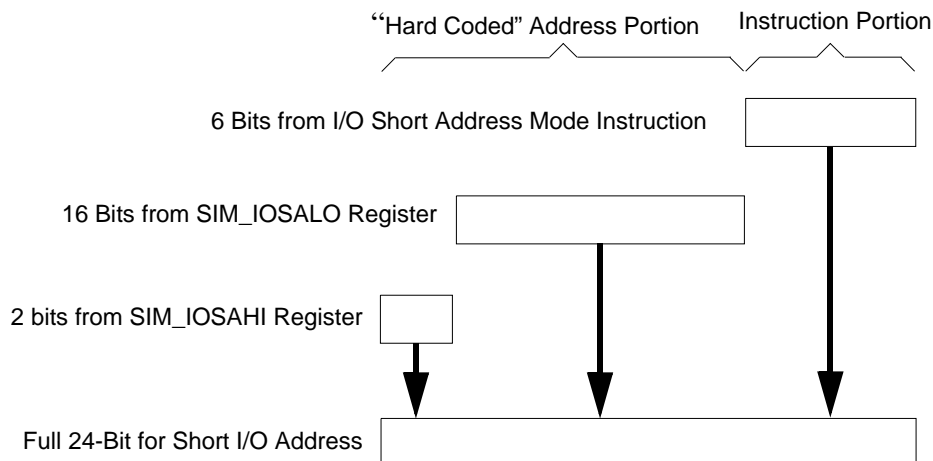 “Hard Coded” Address Portion
Instruction Portion
6 Bits from I/O Short Address Mode Instruction
16 Bits from SIM_IOSALO Register
2 bits from SIM_IOSAHI Register
Full 24-Bit for Short I/O Address